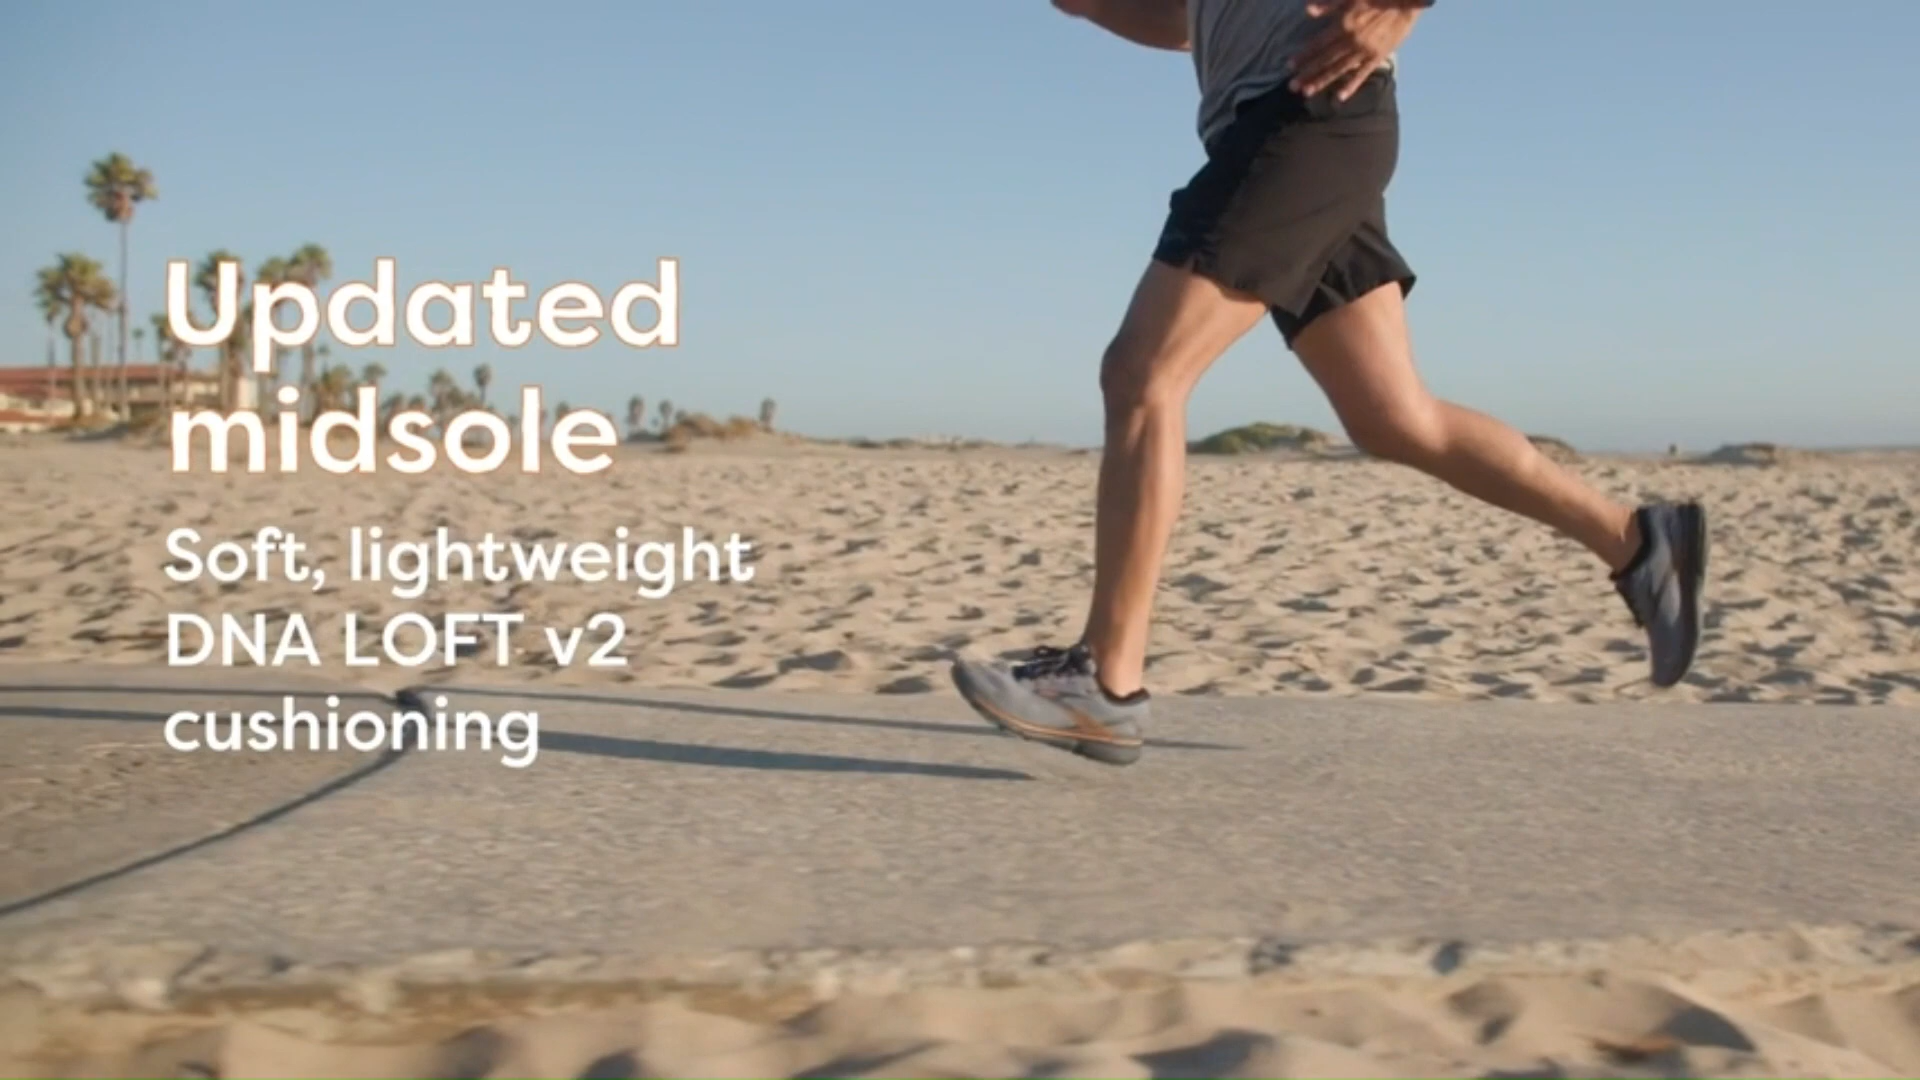 Updated
midsole
Soft, lightweight
DNA LOFT v2
cushioning